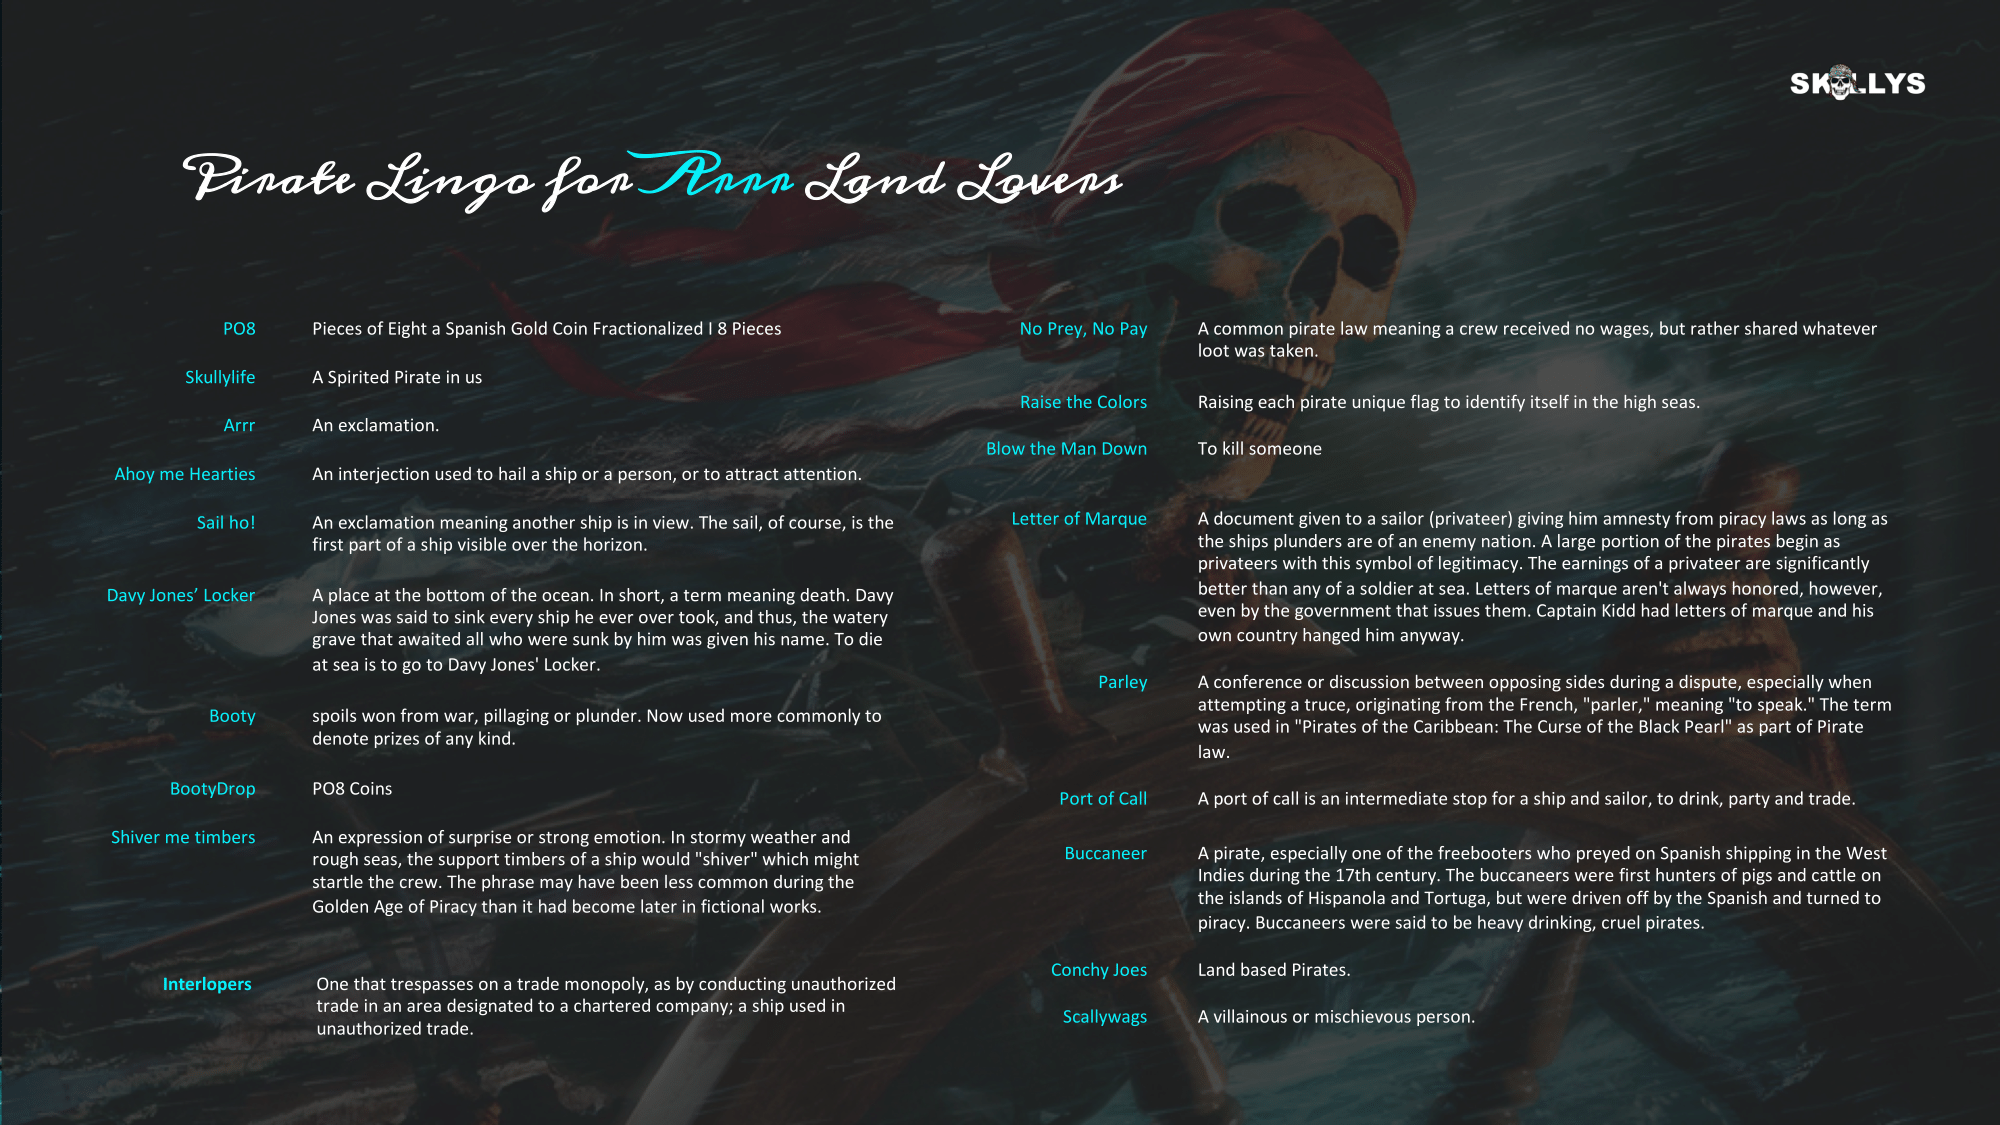 SKULLYS
Pirate Lingo for Arrr Land Lovers
PO8
Pieces of Eight a Spanish Gold Coin Fractionalized I 8 Pieces
Skullylife
A Spirited Pirate in us
Arrr
An exclamation.
Ahoy me Hearties
An interjection used to hail a ship or a person, or to attract attention.
Sail ho!
An exclamation meaning another ship is in view. The sail, of course, is the
first part of a ship visible over the horizon.
Davy Jones’ Locker
A place at the bottom of the ocean. In short, a term meaning death. Davy
Jones was said to sink every ship he ever over took, and thus, the watery
grave that awaited all who were sunk by him was given his name. To die
at sea is to go to Davy Jones' Locker.
Booty
spoils won from war, pillaging or plunder. Now used more commonly to
denote prizes of any kind.
BootyDrop
PO8 Coins
Shiver me timbers
An expression of surprise or strong emotion. In stormy weather and
rough seas, the support timbers of a ship would "shiver" which might
startle the crew. The phrase may have been less common during the
Golden Age of Piracy than it had become later in fictional works.
Interlopers
One that trespasses on a trade monopoly, as by conducting unauthorized
trade in an area designated to a chartered company; a ship used in
unauthorized trade.
No Prey, No Pay
A common pirate law meaning a crew received no wages, but rather shared whatever
loot was taken.
Raise the Colors
Raising each pirate unique flag to identify itself in the high seas.
Blow the Man Down
To kill someone
Letter of Marque
A document given to a sailor (privateer) giving him amnesty from piracy laws as long as
the ships plunders are of an enemy nation. A large portion of the pirates begin as
privateers with this symbol of legitimacy. The earnings of a privateer are significantly
better than any of a soldier at sea. Letters of marque aren't always honored, however,
even by the government that issues them. Captain Kidd had letters of marque and his
own country hanged him anyway.
Parley
A conference or discussion between opposing sides during a dispute, especially when
attempting a truce, originating from the French, "parler," meaning "to speak." The term
was used in "Pirates of the Caribbean: The Curse of the Black Pearl" as part of Pirate
law.
Port of Call
A port of call is an intermediate stop for a ship and sailor, to drink, party and trade.
Buccaneer
A pirate, especially one of the freebooters who preyed on Spanish shipping in the West
Indies during the 17th century. The buccaneers were first hunters of pigs and cattle on
the islands of Hispanola and Tortuga, but were driven off by the Spanish and turned to
piracy. Buccaneers were said to be heavy drinking, cruel pirates.
Conchy Joes
Land based Pirates.
Scallywags
A villainous or mischievous person.